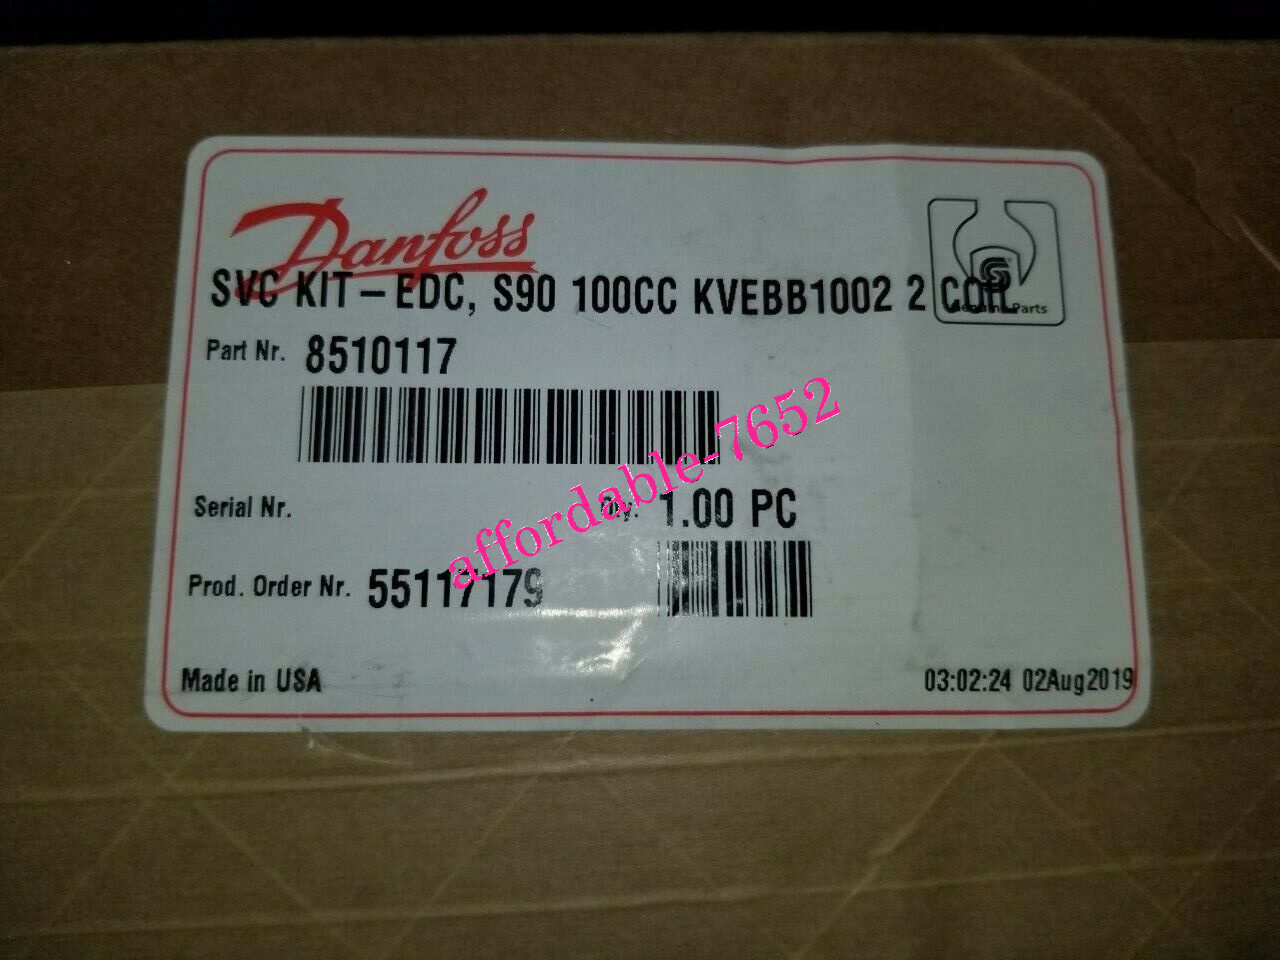 Danfoss
SVC KIT - EDC, S90 100CC KVEBB1002 2 COIL
Genuine Parts
Part Nr. 8510117
affordable-7652
Serial Nr. Qty. 1.00 PC
Prod. Order Nr. 55117179
Made in USA 03:02:24 02Aug2019